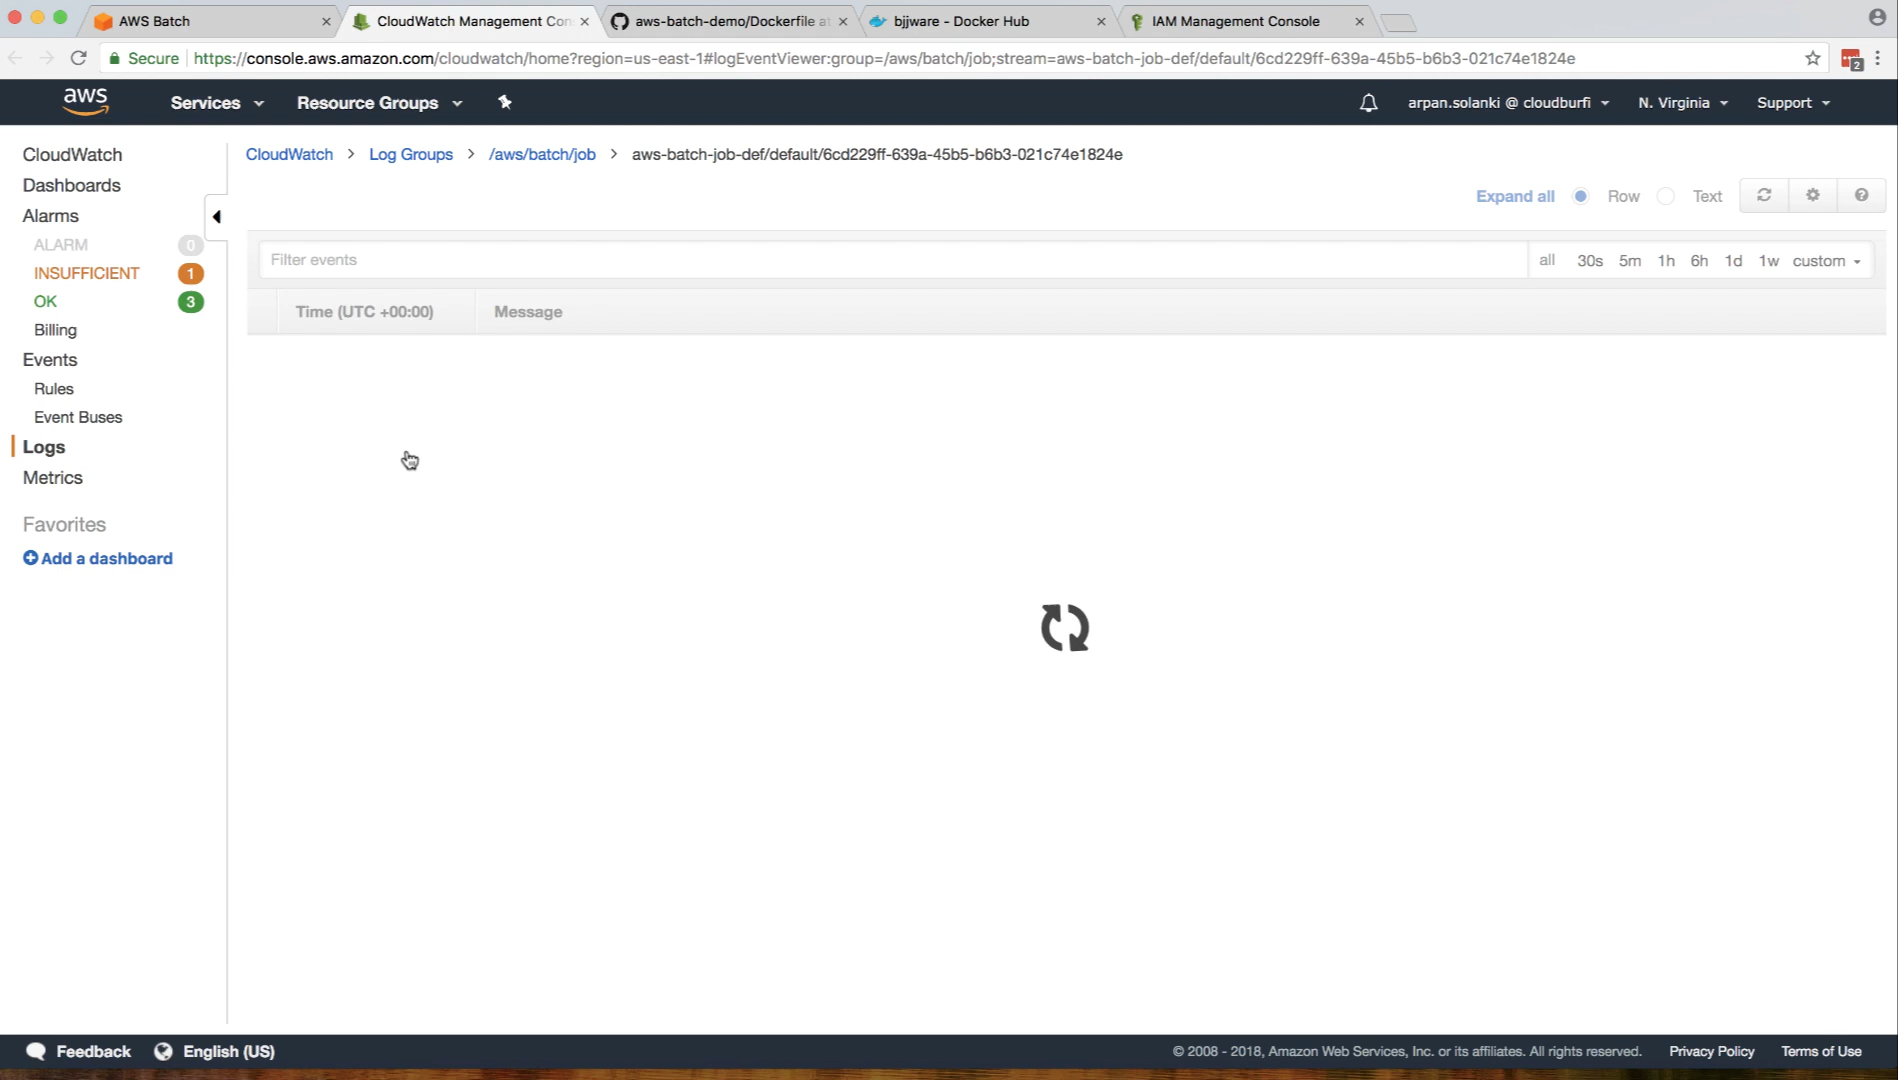 AWS Batch
CloudWatch Management Con
aws-batch-demo/Dockerfile at
bjjware - Docker Hub
IAM Management Console
Secure
https://console.aws.amazon.com/cloudwatch/home?region=us-east-1#logEventViewer:group=/aws/batch/job;stream=aws-batch-job-def/default/6cd229ff-639a-45b5-b6b3-021c74e1824e
2
aws
Services
Resource Groups
arpan.solanki @ cloudburfi
N. Virginia
Support
CloudWatch
Dashboards
Alarms
ALARM 0
INSUFFICIENT 1
OK 3
Billing
Events
Rules
Event Buses
Logs
Metrics
Favorites
Add a dashboard
CloudWatch > Log Groups > /aws/batch/job > aws-batch-job-def/default/6cd229ff-639a-45b5-b6b3-021c74e1824e
Expand all
Row
Text
Filter events
all 30s 5m 1h 6h 1d 1w custom
Time (UTC +00:00)
Message
Feedback
English (US)
© 2008 - 2018, Amazon Web Services, Inc. or its affiliates. All rights reserved.
Privacy Policy
Terms of Use